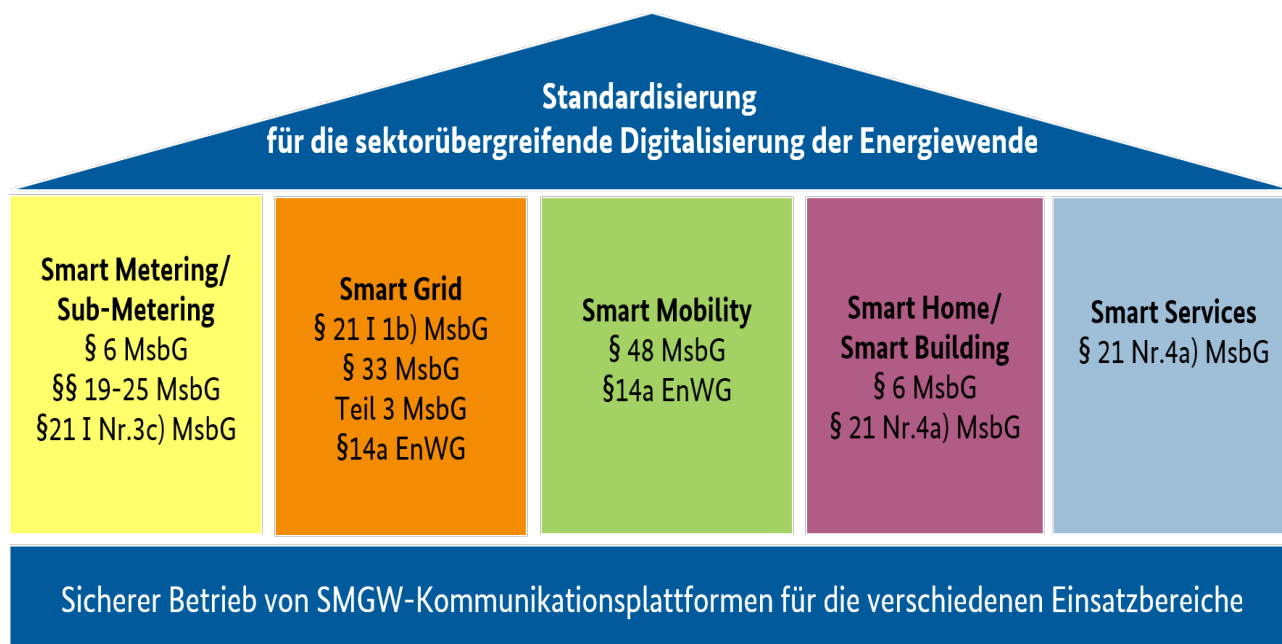 Standardisierung
für die sektorübergreifende Digitalisierung der Energiewende
Smart Metering/
Sub-Metering
§ 6 MsbG
§§ 19-25 MsbG
§21 I Nr.3c) MsbG
Smart Grid
§ 21 I 1b) MsbG
§ 33 MsbG
Teil 3 MsbG
§14a EnWG
Smart Mobility
§ 48 MsbG
§14a EnWG
Smart Home/
Smart Building
§ 6 MsbG
§ 21 Nr.4a) MsbG
Smart Services
§ 21 Nr.4a) MsbG
Sicherer Betrieb von SMGW-Kommunikationsplattformen für die verschiedenen Einsatzbereiche